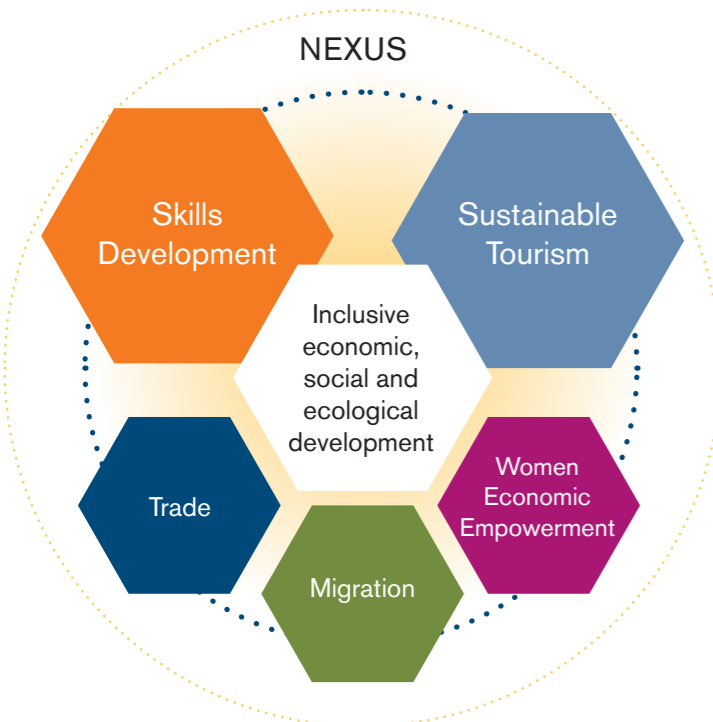 NEXUS
Skills
Development
Sustainable
Tourism
Inclusive
economic,
social and
ecological
development
Trade
Women
Economic
Empowerment
Migration